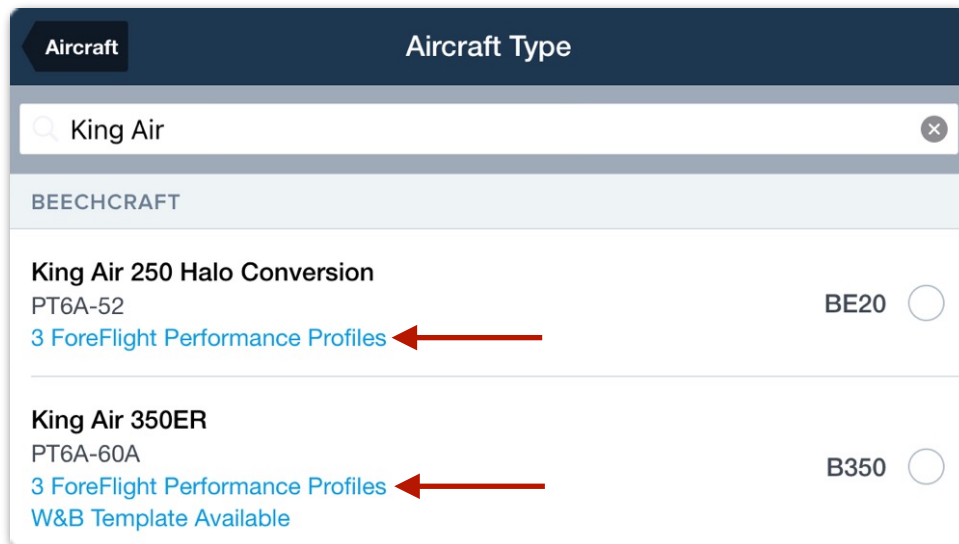 Aircraft
Aircraft Type
King Air
BEECHCRAFT
King Air 250 Halo Conversion
PT6A-52
3 ForeFlight Performance Profiles
BE20
King Air 350ER
PT6A-60A
3 ForeFlight Performance Profiles
W&B Template Available
B350